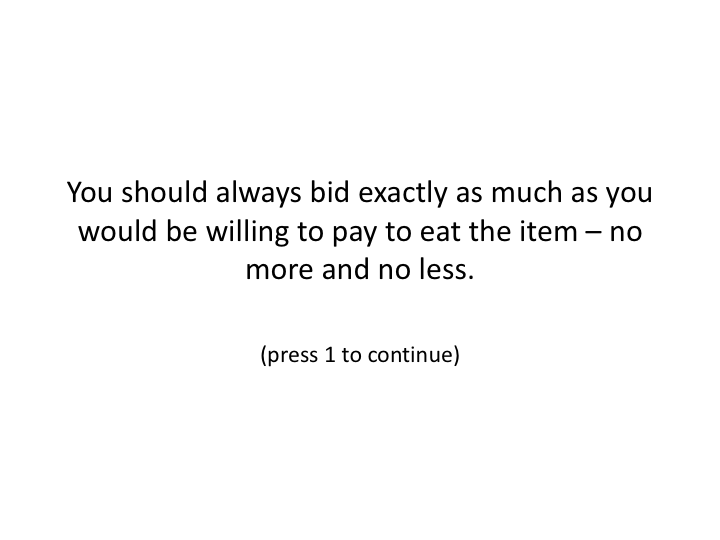 You should always bid exactly as much as you
would be willing to pay to eat the item – no
more and no less.
(press 1 to continue)